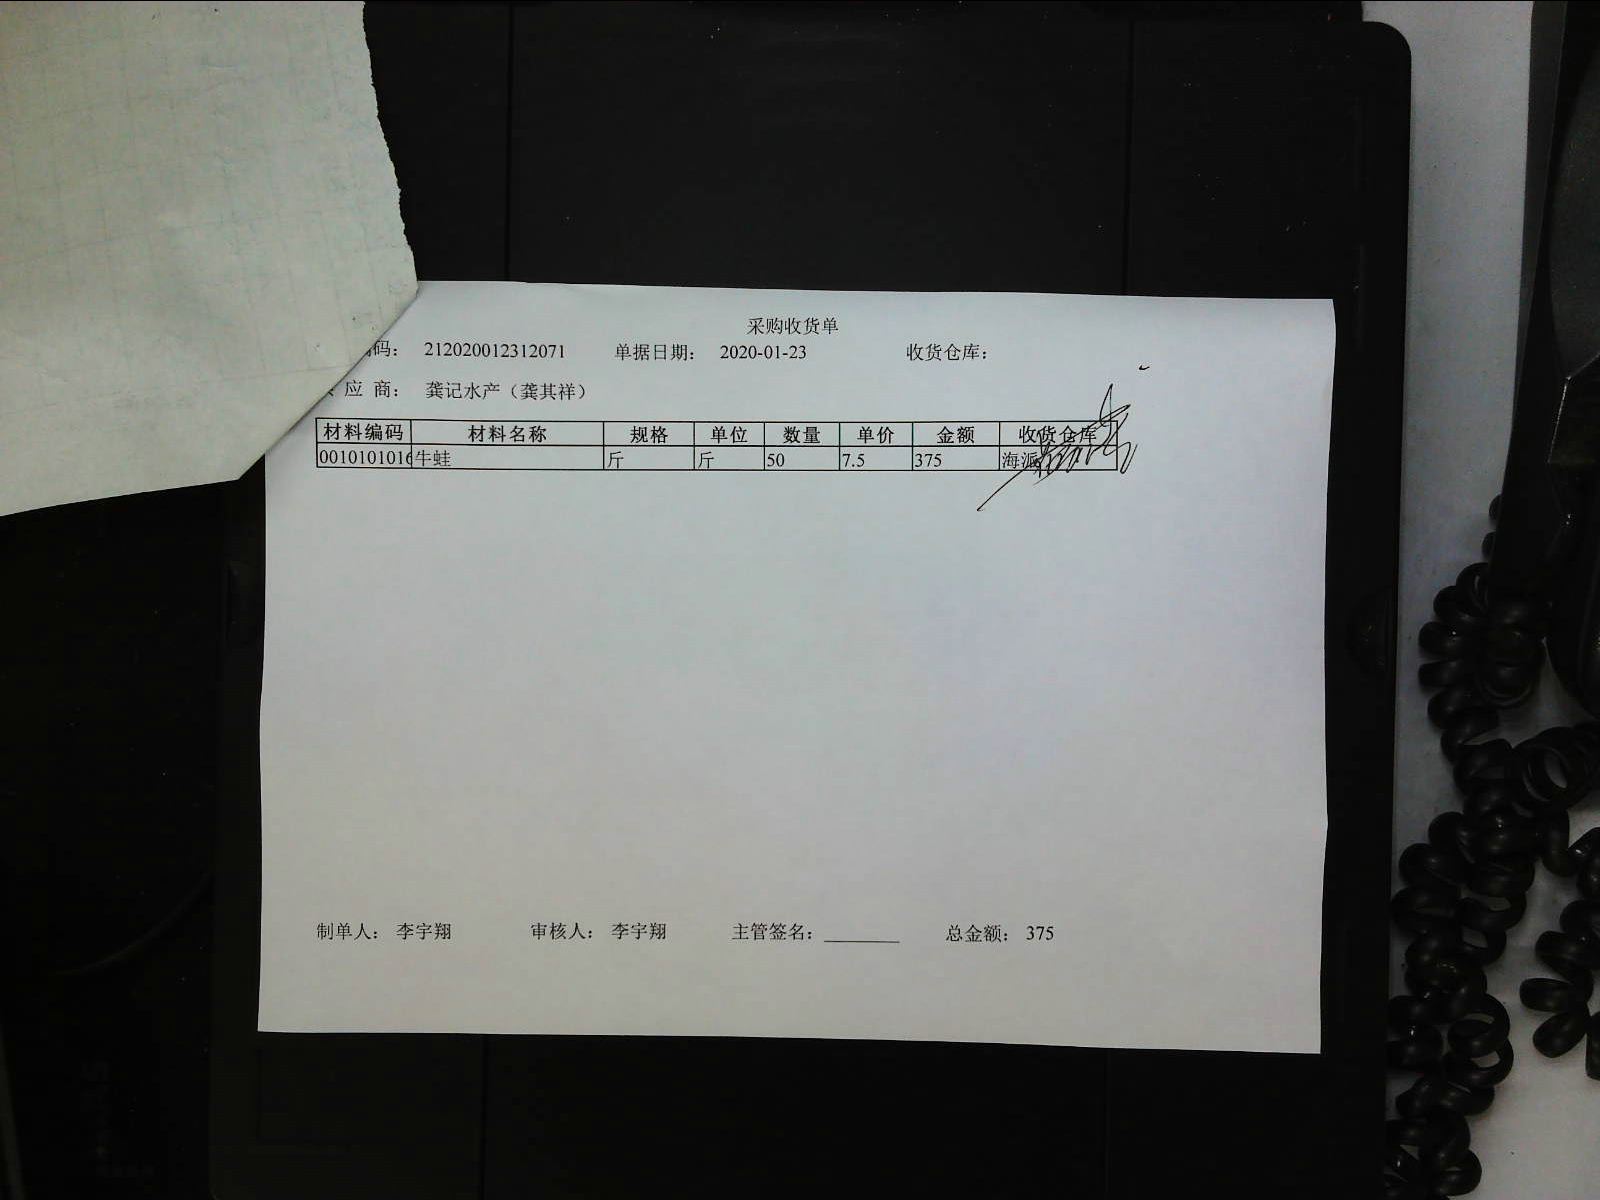 采购收货单
码： 212020012312071 单据日期： 2020-01-23 收货仓库：
应 商： 龚记水产（龚其祥）
材料编码 材料名称 规格 单位 数量 单价 金额 收货仓库
0010101016 牛蛙 斤 斤 50 7.5 375 海派
制单人： 李宇翔 审核人： 李宇翔 主管签名： 总金额： 375